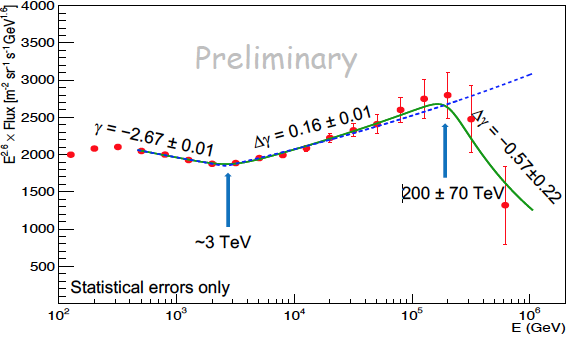 4000
3500
3000
2500
2000
1500
1000
500
E^2.6 × Flux [m^-2 sr^-1 s^-1 GeV^1.6]
Preliminary
γ = −2.67 ± 0.01
Δγ = 0.16 ± 0.01
Δγ = −0.57±0.22
200 ± 70 TeV
~3 TeV
Statistical errors only
10^2
10^3
10^4
10^5
10^6
E (GeV)